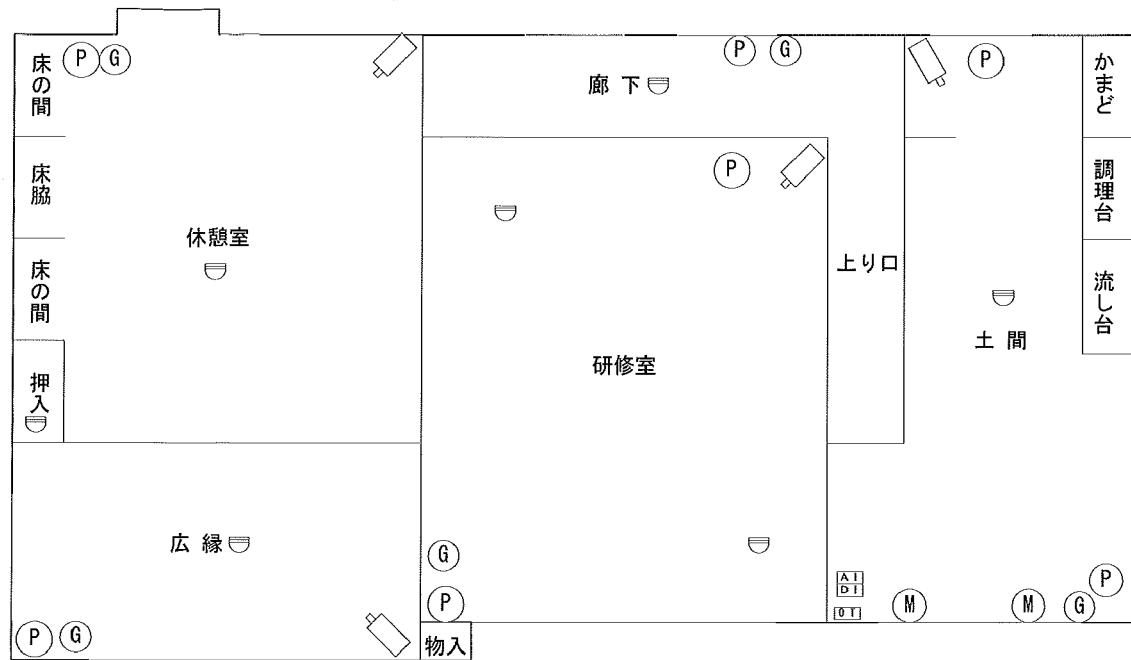 床の間
P
G
廊下
P
G
P
かまど
床脇
P
調理台
休憩室
床の間
上り口
流し台
土間
研修室
押入
広縁
G
P
AI
DI
OT
M
M
G
P
P
G
物入